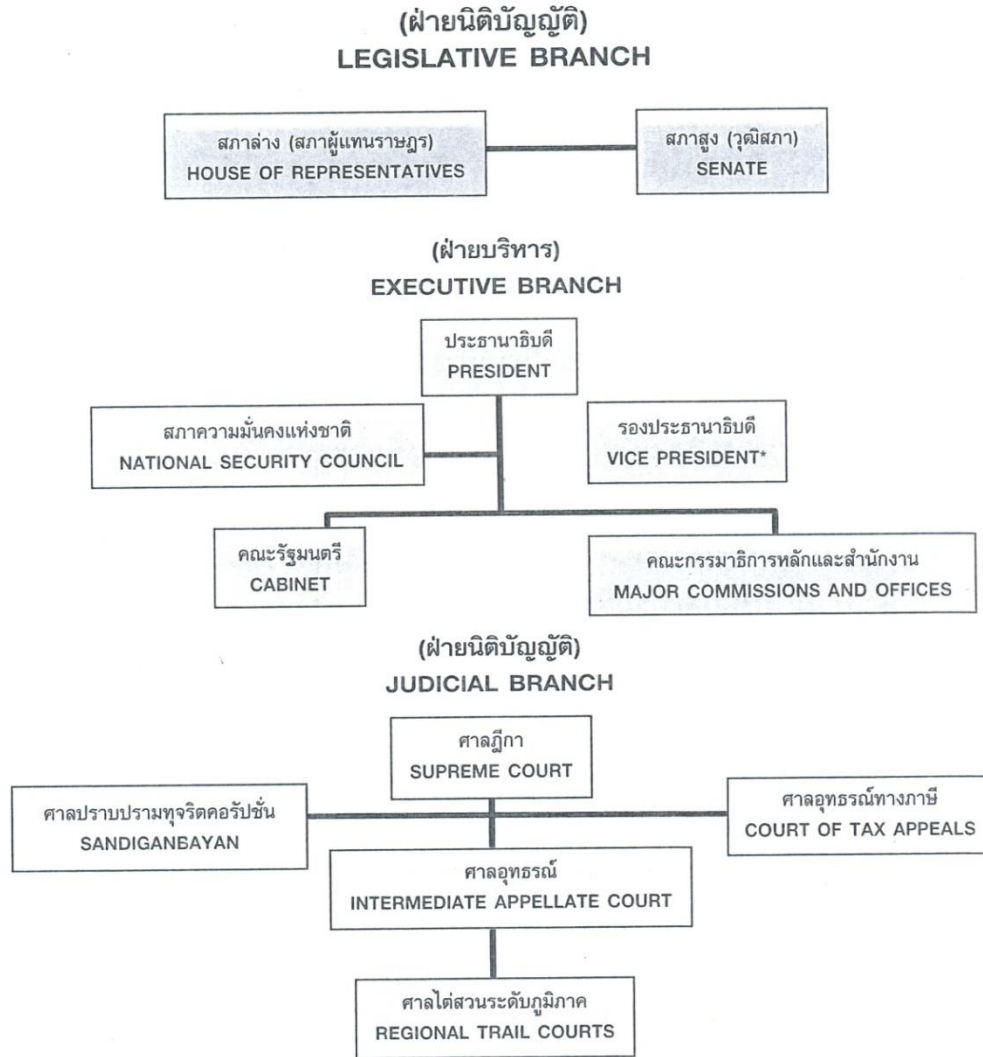 (ฝ่ายนิติบัญญัติ)
LEGISLATIVE BRANCH
สภาล่าง (สภาผู้แทนราษฎร)
HOUSE OF REPRESENTATIVES
สภาสูง (วุฒิสภา)
SENATE
(ฝ่ายบริหาร)
EXECUTIVE BRANCH
ประธานาธิบดี
PRESIDENT
สภาความมั่นคงแห่งชาติ
NATIONAL SECURITY COUNCIL
รองประธานาธิบดี
VICE PRESIDENT*
คณะรัฐมนตรี
CABINET
คณะกรรมาธิการหลักและสำนักงาน
MAJOR COMMISSIONS AND OFFICES
(ฝ่ายนิติบัญญัติ)
JUDICIAL BRANCH
ศาลฎีกา
SUPREME COURT
ศาลปราบปรามทุจริตคอรัปชั่น
SANDIGANBAYAN
ศาลอุทธรณ์ทางภาษี
COURT OF TAX APPEALS
ศาลอุทธรณ์
INTERMEDIATE APPELLATE COURT
ศาลไต่สวนระดับภูมิภาค
REGIONAL TRAIL COURTS